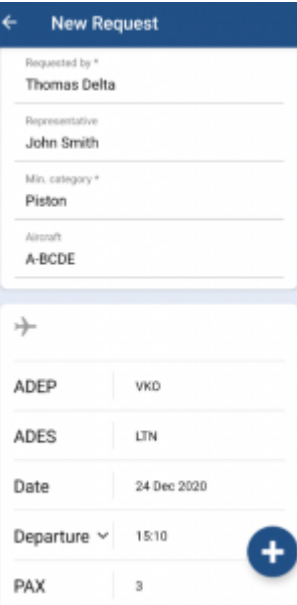 New Request
Requested by *
Thomas Delta
Representative
John Smith
Min. category *
Piston
Aircraft
A-BCDE
ADEP VKO
ADES LTN
Date 24 Dec 2020
Departure 15:10
PAX 3